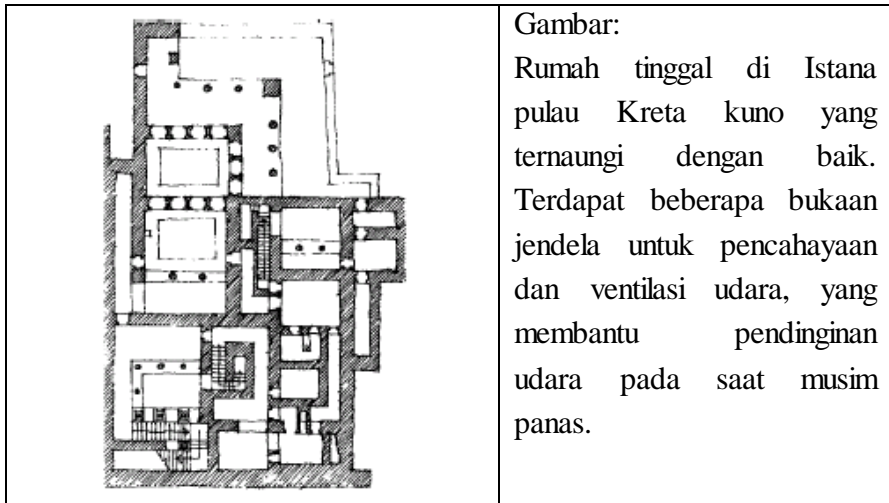 Gambar:
Rumah tinggal di Istana
pulau Kreta kuno yang
ternaungi dengan baik.
Terdapat beberapa bukaan
jendela untuk pencahayaan
dan ventilasi udara, yang
membantu pendinginan
udara pada saat musim
panas.